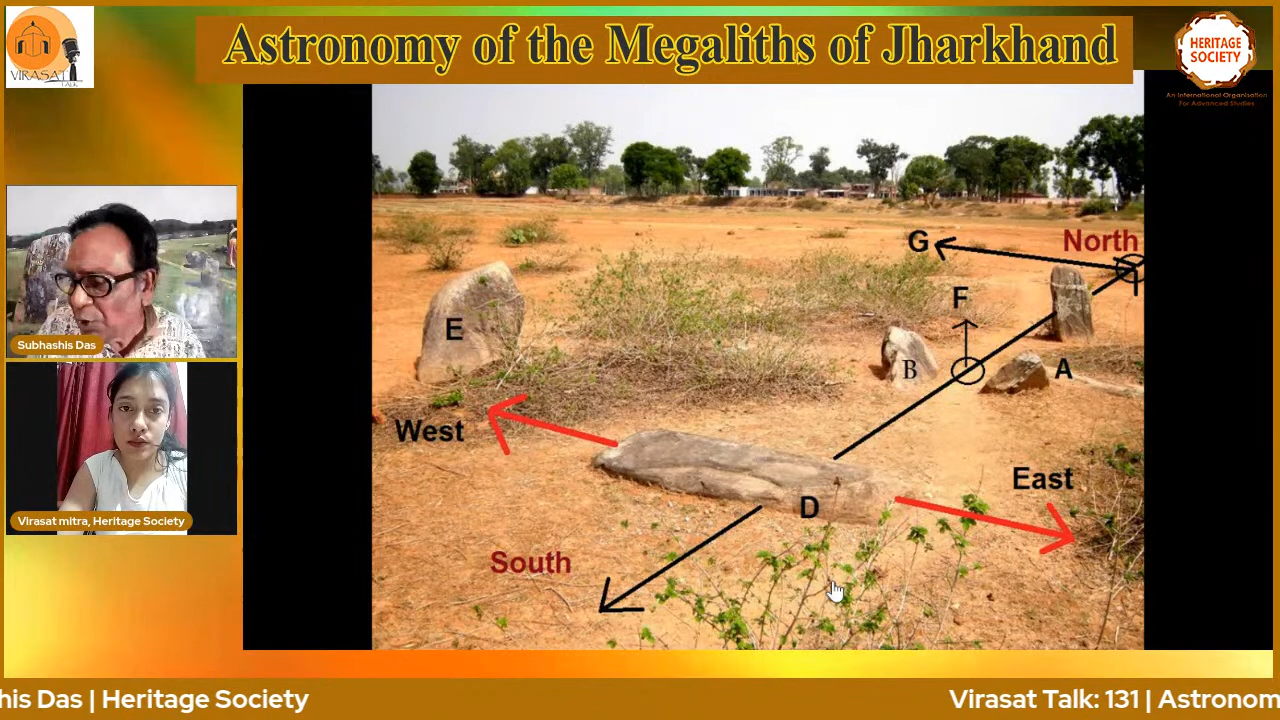 VIRASAT
TALK
Astronomy of the Megaliths of Jharkhand
HERITAGE
SOCIETY
An International Organisation
For Advanced Studies
G
North
F
E
B
A
West
East
D
South
Subhashis Das
Virasat mitra, Heritage Society
his Das | Heritage Society
Virasat Talk: 131 | Astronom